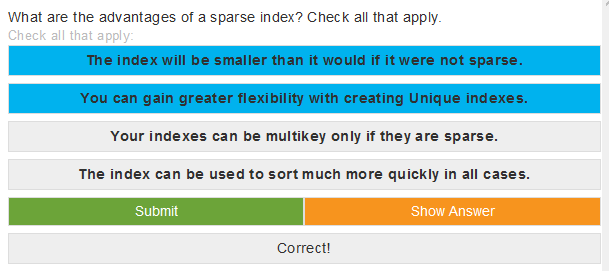 What are the advantages of a sparse index? Check all that apply.
Check all that apply:
The index will be smaller than it would if it were not sparse.
You can gain greater flexibility with creating Unique indexes.
Your indexes can be multikey only if they are sparse.
The index can be used to sort much more quickly in all cases.
Submit Show Answer
Correct!